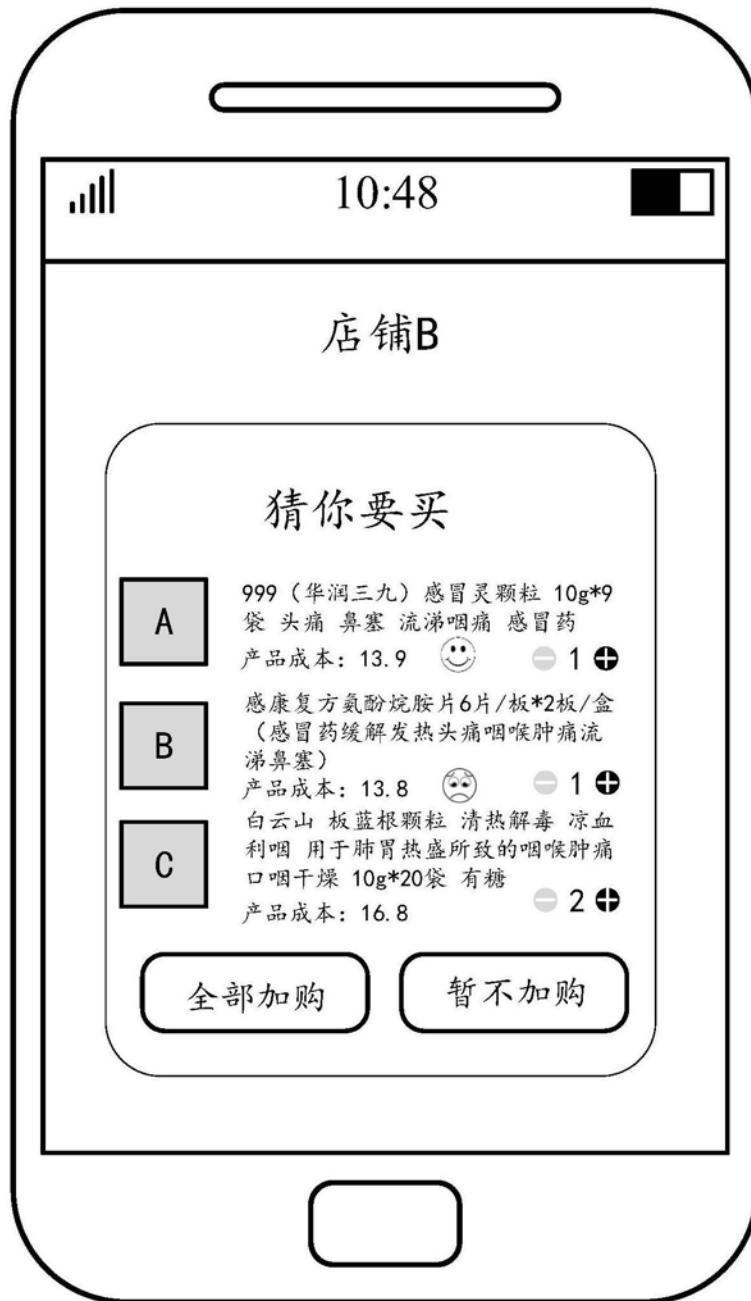 10:48
店铺B
猜你要买
A
999（华润三九）感冒灵颗粒 10g*9
袋 头痛 鼻塞 流涕咽痛 感冒药
产品成本: 13.9
1
B
感康复方氨酚烷胺片6片/板*2板/盒
（感冒药缓解发热头痛咽喉肿痛流
涕鼻塞）
产品成本: 13.8
1
C
白云山 板蓝根颗粒 清热解毒 凉血
利咽 用于肺胃热盛所致的咽喉肿痛
口咽干燥 10g*20袋 有糖
产品成本: 16.8
2
全部加购
暂不加购